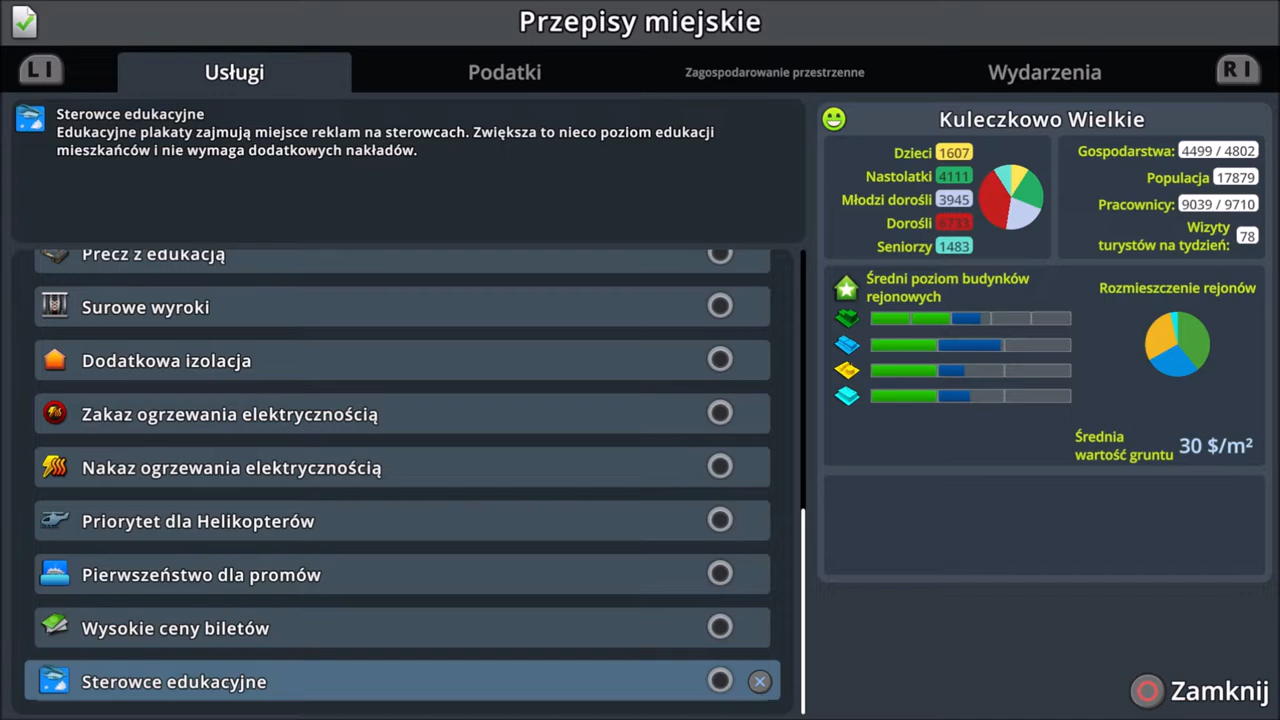 Przepisy miejskie
L1
Usługi
Podatki
Zagospodarowanie przestrzenne
Wydarzenia
R1
Sterowce edukacyjne
Edukacyjne plakaty zajmują miejsce reklam na sterowcach. Zwiększa to nieco poziom edukacji
mieszkańców i nie wymaga dodatkowych nakładów.
Precz z edukacją
Surowe wyroki
Dodatkowa izolacja
Zakaz ogrzewania elektrycznością
Nakaz ogrzewania elektrycznością
Priorytet dla Helikopterów
Pierwszeństwo dla promów
Wysokie ceny biletów
Sterowce edukacyjne
Kuleczkowo Wielkie
Dzieci 1607
Nastolatki 4111
Młodzi dorośli 3945
Dorośli 6733
Seniorzy 1483
Gospodarstwa: 4499 / 4802
Populacja 17879
Pracownicy: 9039 / 9710
Wizyty
turystów na tydzień: 78
Średni poziom budynków
rejonowych
Rozmieszczenie rejonów
Średnia
wartość gruntu 30 $/m²
Zamknij